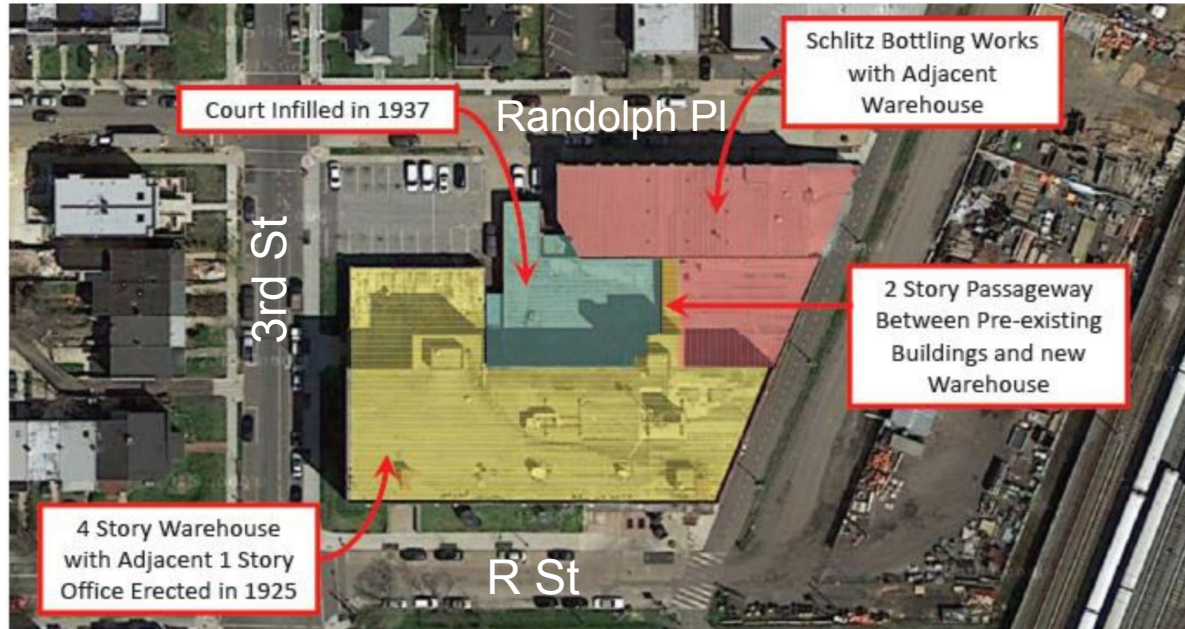 Schlitz Bottling Works
with Adjacent
Warehouse
Court Infilled in 1937
Randolph Pl
3rd St
2 Story Passageway
Between Pre-existing
Buildings and new
Warehouse
4 Story Warehouse
with Adjacent 1 Story
Office Erected in 1925
R St